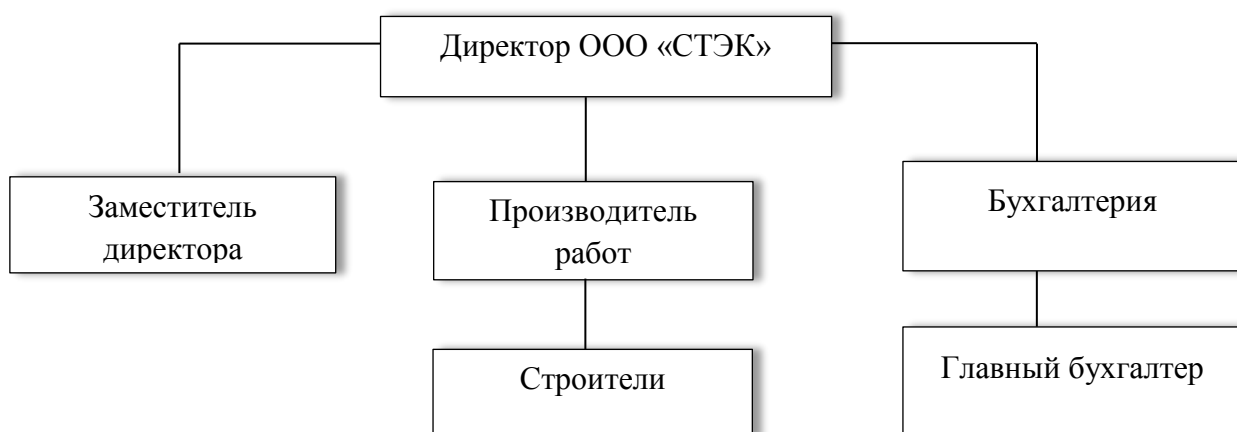 Директор ООО «СТЭК»
Заместитель
директора
Производитель
работ
Бухгалтерия
Строители
Главный бухгалтер